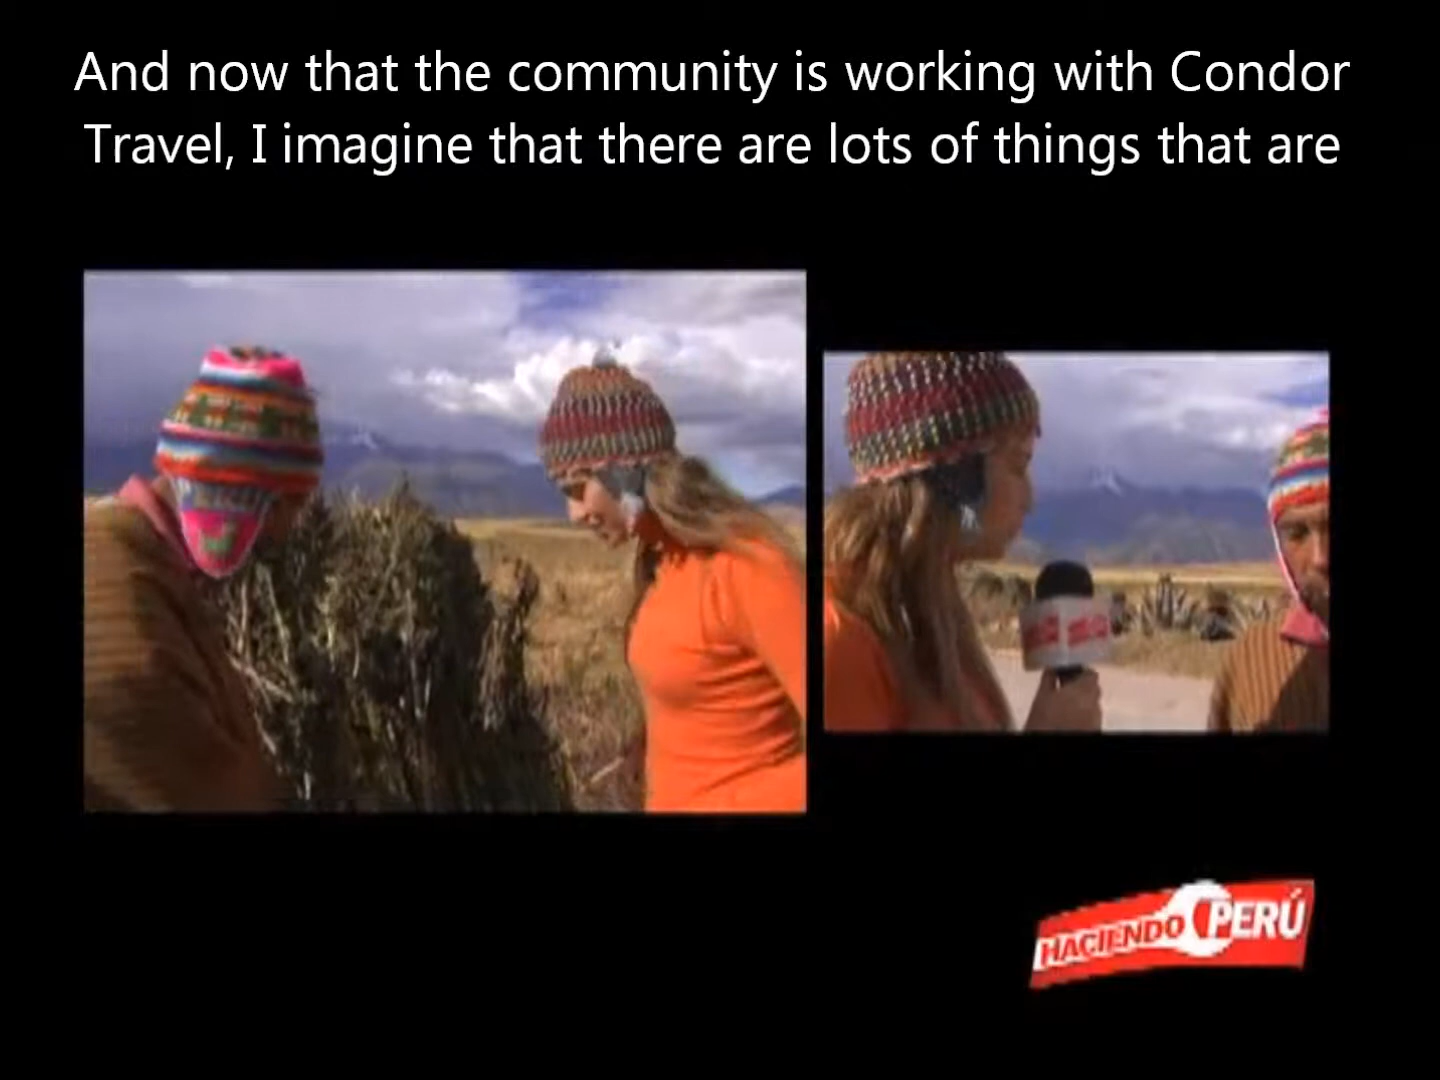 And now that the community is working with Condor
Travel, I imagine that there are lots of things that are
HACIENDO PERÚ